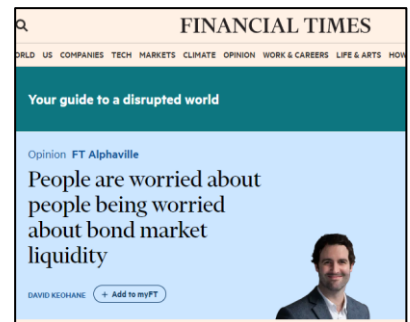 FINANCIAL TIMES
ORLD US COMPANIES TECH MARKETS CLIMATE OPINION WORK & CAREERS LIFE & ARTS HOW
Your guide to a disrupted world
Opinion FT Alphaville
People are worried about
people being worried
about bond market
liquidity
DAVID KEOHANE + Add to myFT